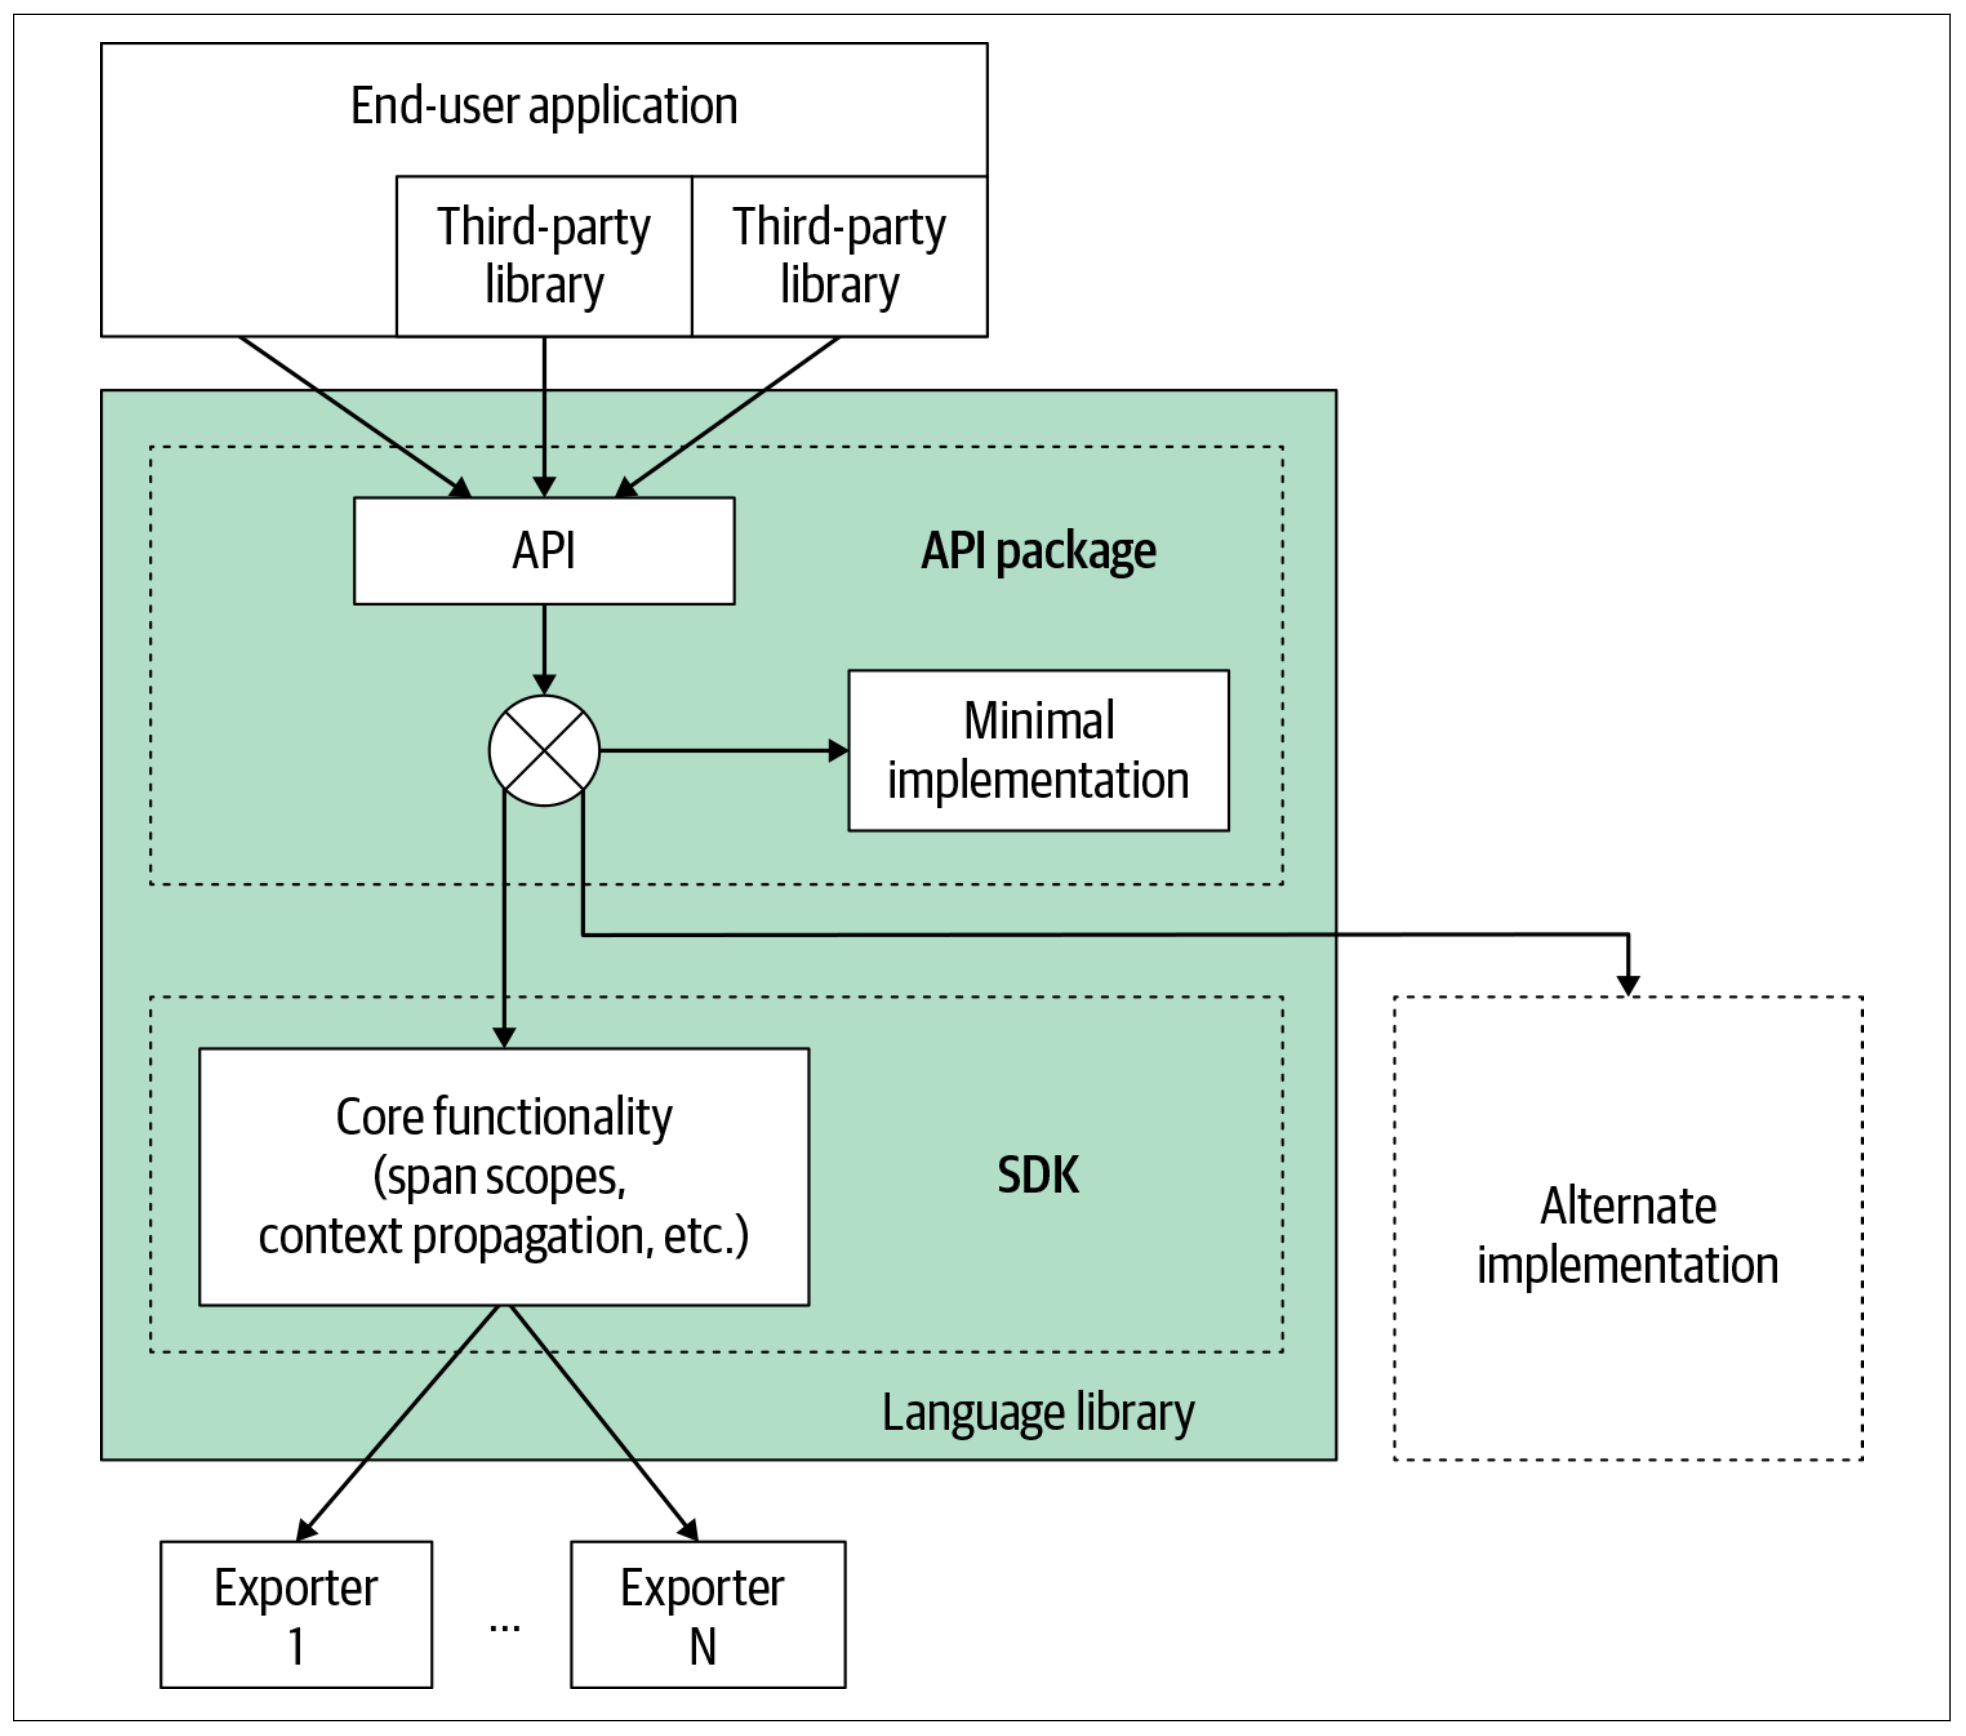 End-user application
Third-party
library
Third-party
library
API
API package
Minimal
implementation
Core functionality
(span scopes,
context propagation, etc.)
SDK
Alternate
implementation
Language library
Exporter
1
...
Exporter
N